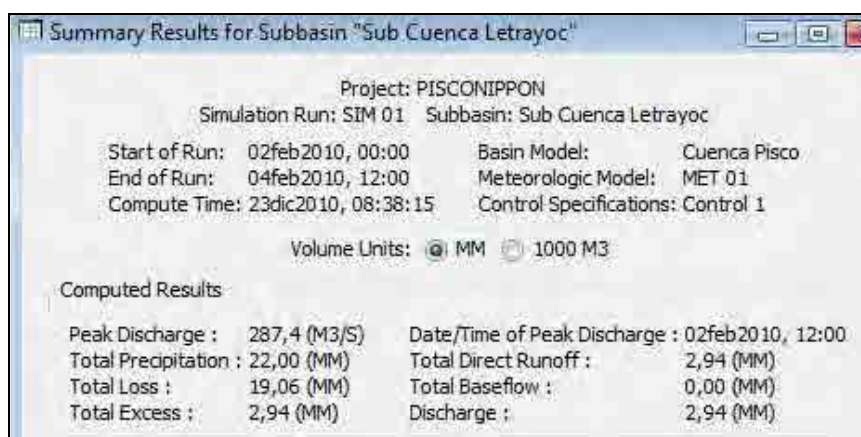 Summary Results for Subbasin "Sub Cuenca Letrayoc"
Project: PISCONIPPON
Simulation Run: SIM 01 Subbasin: Sub Cuenca Letrayoc
Start of Run: 02feb2010, 00:00 Basin Model: Cuenca Pisco
End of Run: 04feb2010, 12:00 Meteorologic Model: MET 01
Compute Time: 23dic2010, 08:38:15 Control Specifications: Control 1
Volume Units: MM 1000 M3
Computed Results
Peak Discharge : 287,4 (M3/S) Date/Time of Peak Discharge : 02feb2010, 12:00
Total Precipitation : 22,00 (MM) Total Direct Runoff : 2,94 (MM)
Total Loss : 19,06 (MM) Total Baseflow : 0,00 (MM)
Total Excess : 2,94 (MM) Discharge : 2,94 (MM)